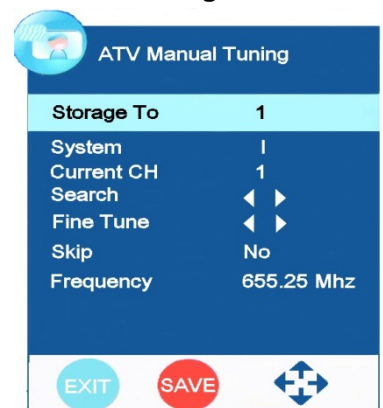 ATV Manual Tuning
Storage To 1
System I
Current CH 1
Search
Fine Tune
Skip No
Frequency 655.25 Mhz
EXIT SAVE